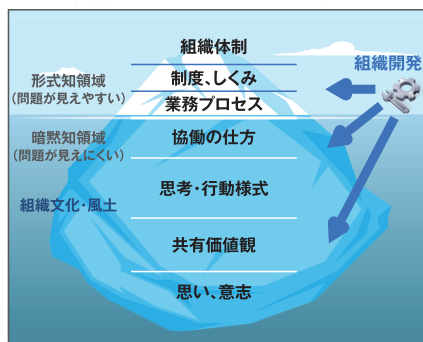 組織体制
組織開発
制度、しくみ
形式知領域
(問題が見えやすい)
業務プロセス
暗黙知領域
(問題が見えにくい)
協働の仕方
思考・行動様式
組織文化・風土
共有価値観
思い、意志